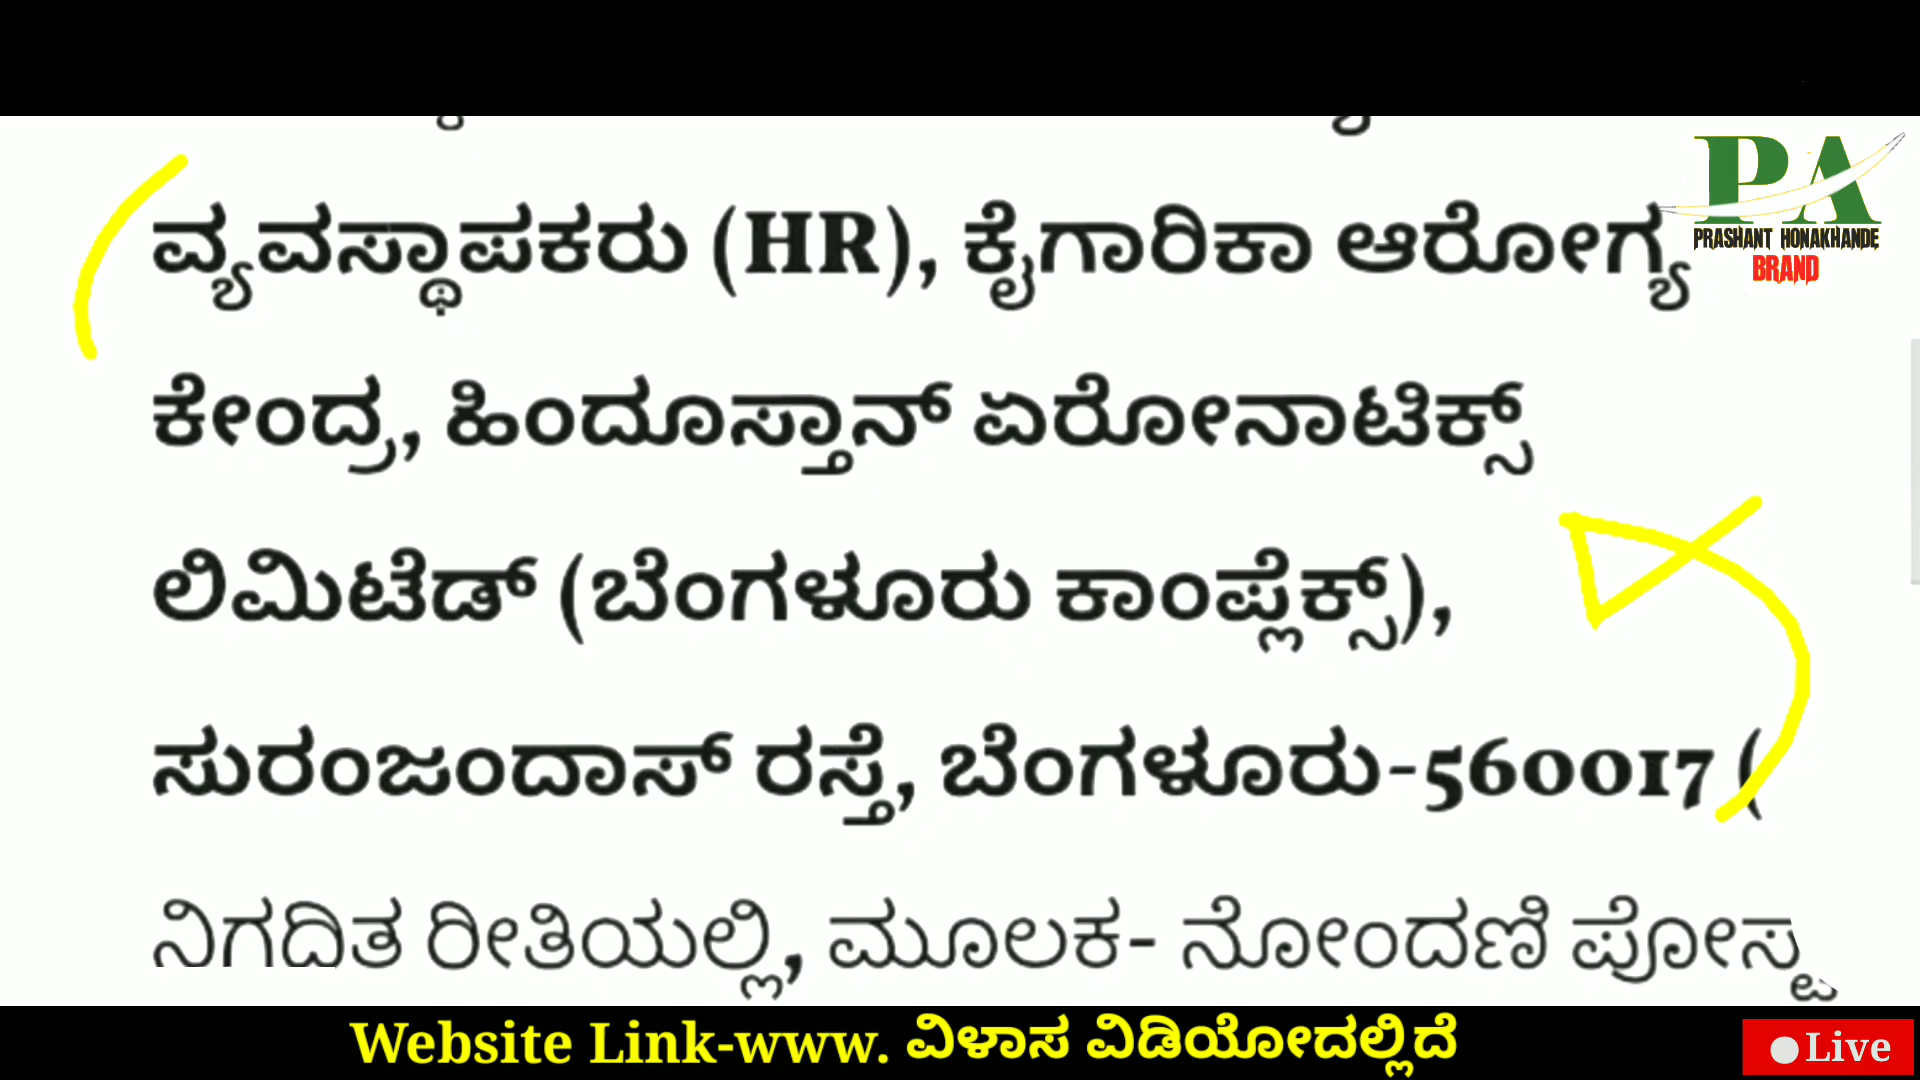 ವ್ಯವಸ್ಥಾಪಕರು (HR), ಕೈಗಾರಿಕಾ ಆರೋಗ್ಯ
ಕೇಂದ್ರ, ಹಿಂದೂಸ್ತಾನ್ ಏರೋನಾಟಿಕ್ಸ್
ಲಿಮಿಟೆಡ್ (ಬೆಂಗಳೂರು ಕಾಂಪ್ಲೆಕ್ಸ್),
ಸುರಂಜಂದಾಸ್ ರಸ್ತೆ, ಬೆಂಗಳೂರು-560017 (
ನಿಗದಿತ ರೀತಿಯಲ್ಲಿ, ಮೂಲಕ- ನೋಂದಣಿ ಪೋಸ್ಟ
PA
PRASHANT HONAKHANDE
BRAND
Website Link-www. ವಿಳಾಸ ವಿಡಿಯೋದಲ್ಲಿದೆ
Live